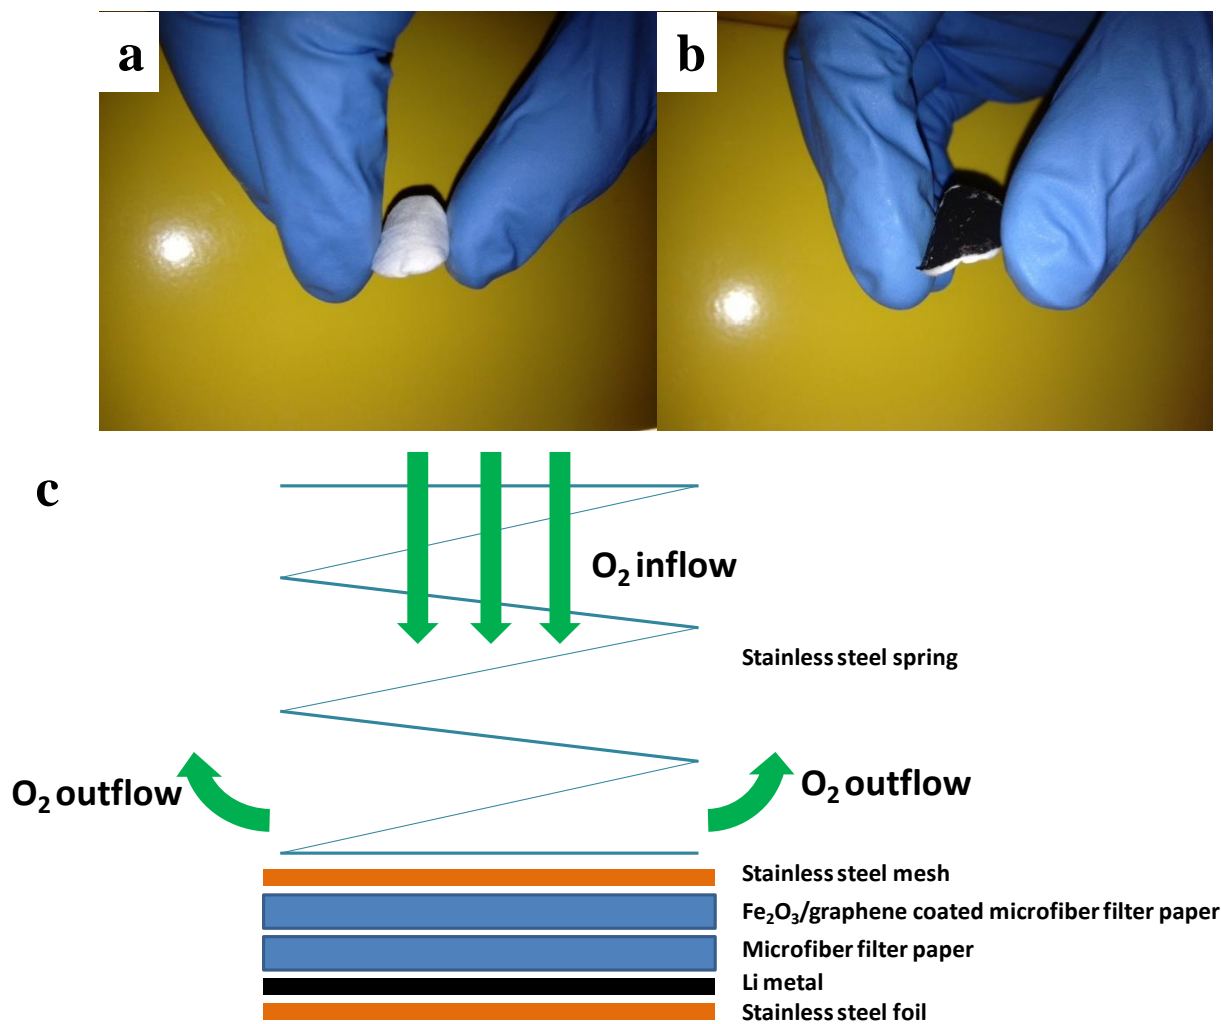 a
b
c
O₂ inflow
Stainless steel spring
O₂ outflow
O₂ outflow
Stainless steel mesh
Fe₂O₃/graphene coated microfiber filter paper
Microfiber filter paper
Li metal
Stainless steel foil